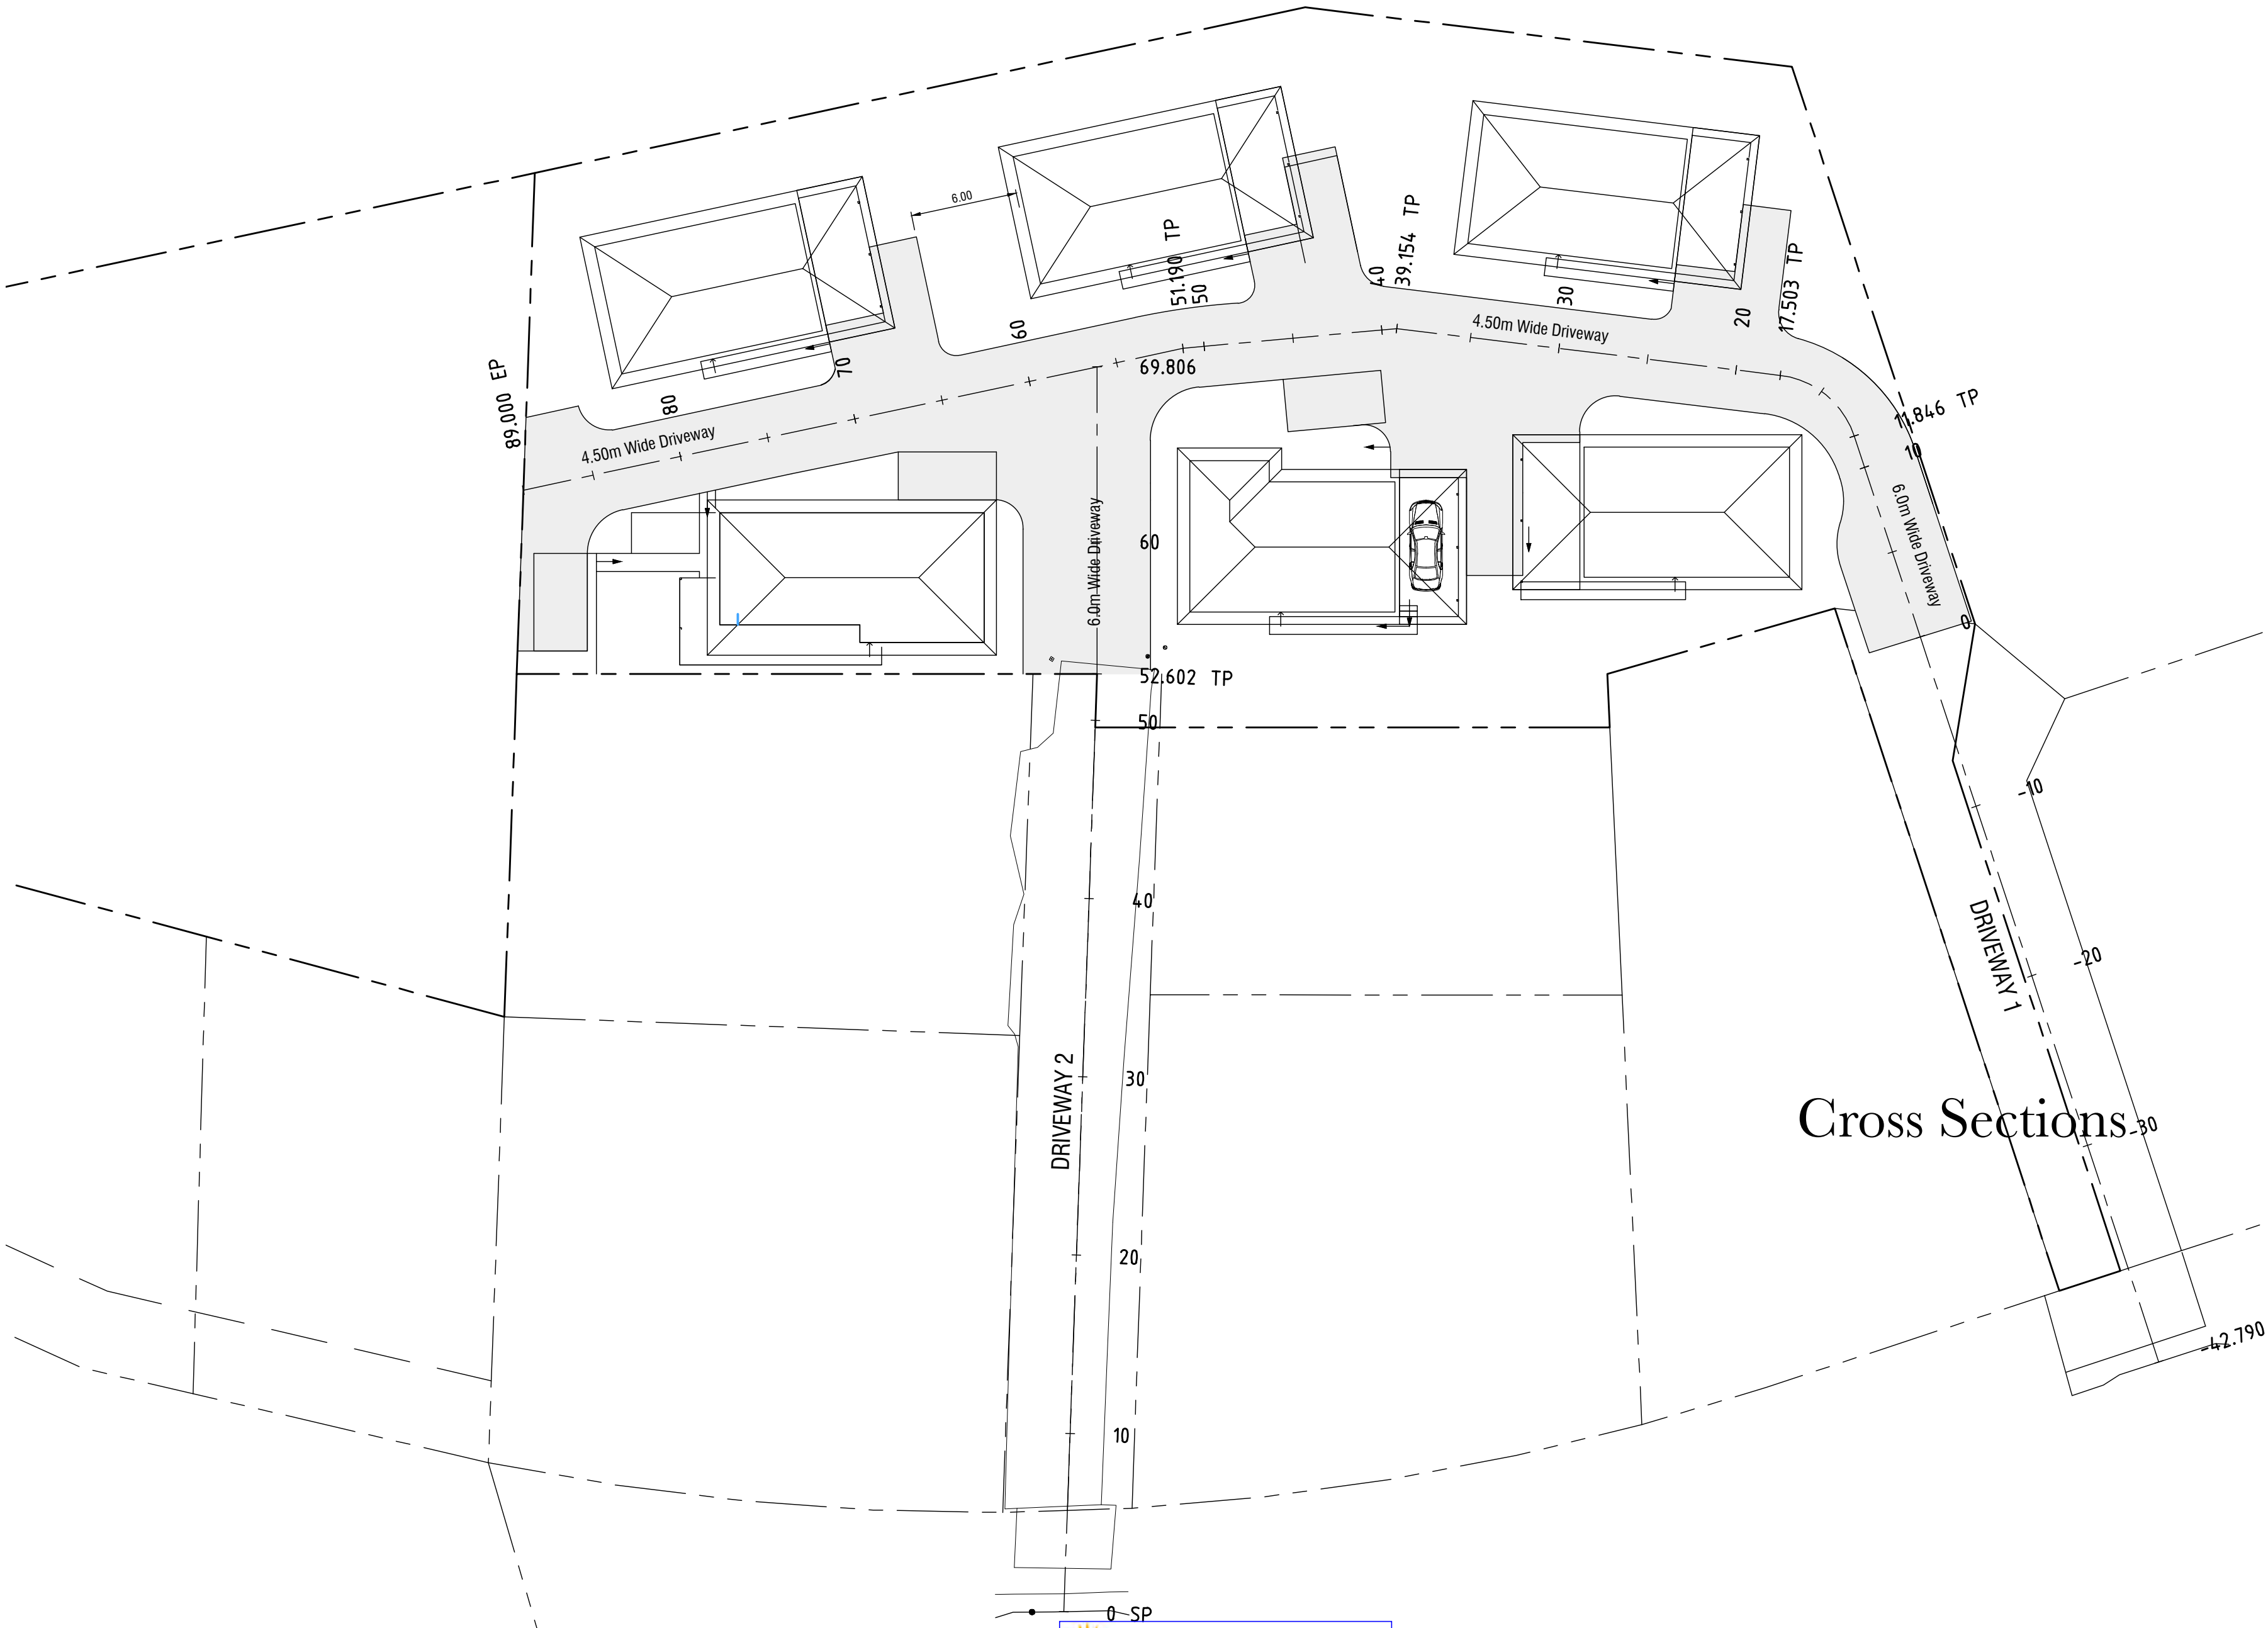 6.00
51.190 TP
50
40
39.154 TP
30
20
17.503 TP
60
4.50m Wide Driveway
69.806
70
89.000 EP
80
4.50m Wide Driveway
11.846 TP
10
6.0m Wide Driveway
6.0m Wide Driveway
60
0
52.602 TP
50
-10
40
DRIVEWAY 1
-20
DRIVEWAY 2
30
Cross Sections
-30
20
-42.790
10
0 SP